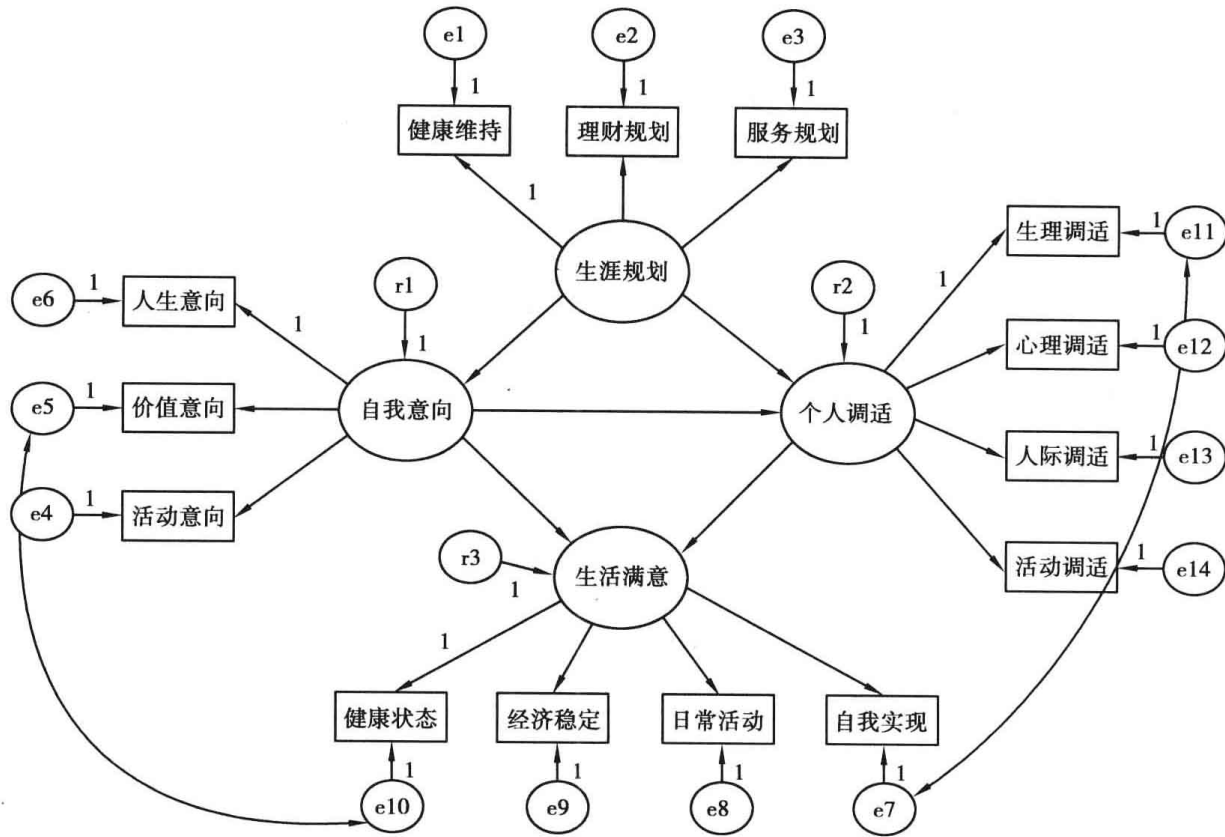 e1
e2
e3
1
1
1
健康维持
理财规划
服务规划
1
生涯规划
生理调适
1
e11
e6
1
人生意向
1
r1
1
r2
1
1
心理调适
1
e12
e5
1
价值意向
自我意向
个人调适
人际调适
1
e13
e4
1
活动意向
r3
1
生活满意
活动调适
1
e14
1
健康状态
经济稳定
日常活动
自我实现
1
1
1
1
e10
e9
e8
e7